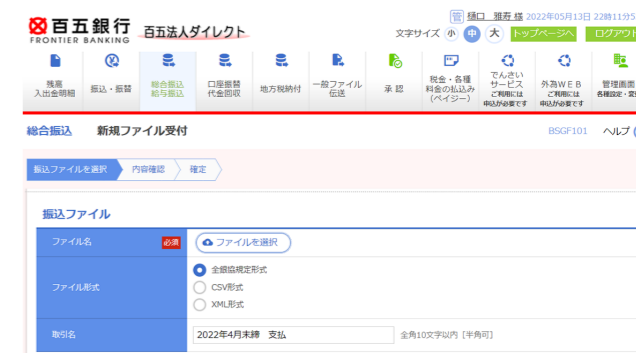 百五銀行
FRONTIER BANKING
百五法人ダイレクト
管 樋口 雅寿 様 2022年05月13日 22時11分5
文字サイズ 小 中 大 トップページへ ログアウト
残高
入出金明細
振込・振替
総合振込
給与振込
口座振替
代金回収
地方税納付
一般ファイル
伝送
承認
税金・各種
料金の払込み
（ペイジー）
でんさい
サービス
ご利用には
申込が必要です
外為WEB
ご利用には
申込が必要です
管理画面
各種設定・変
総合振込 新規ファイル受付 BSGF101 ヘルプ
振込ファイルを選択 内容確認 確定
振込ファイル
ファイル名 必須 ファイルを選択
ファイル形式
全銀協規定形式
CSV形式
XML形式
取引名 2022年4月末締 支払 全角10文字以内 [半角可]